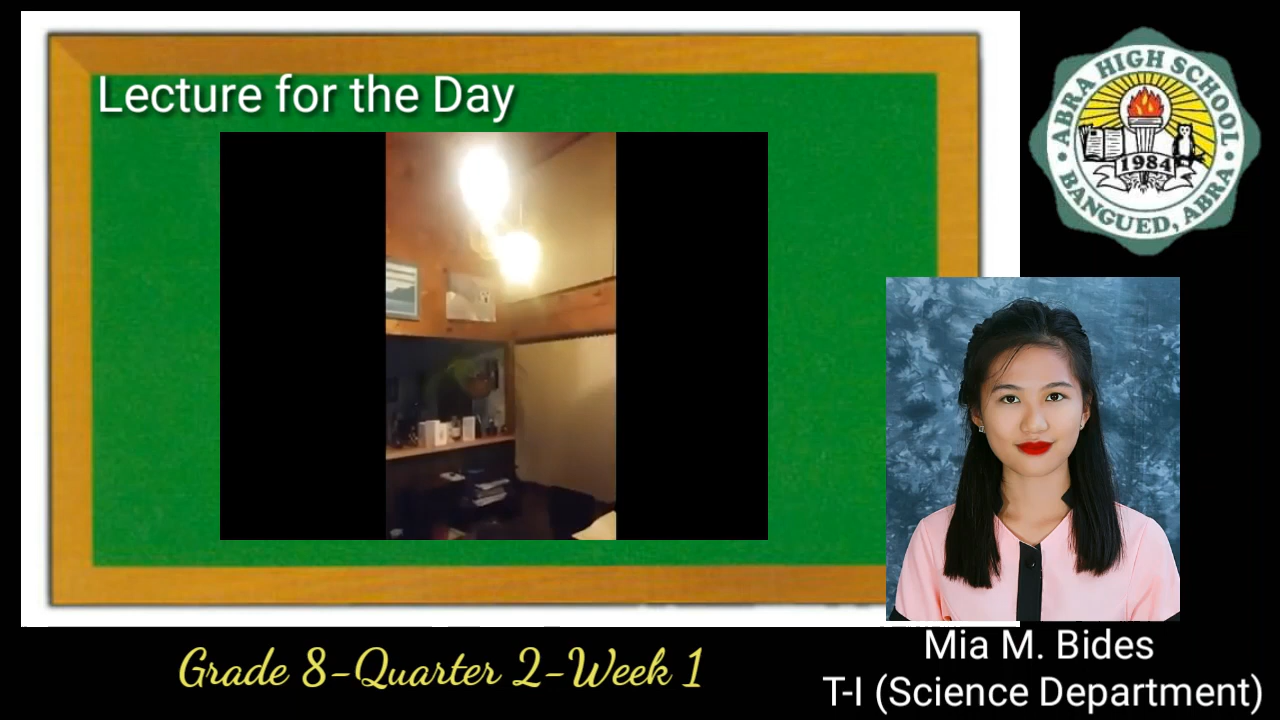 Lecture for the Day
ABRA HIGH SCHOOL
1984
BANGUED, ABRA
Grade 8-Quarter 2-Week 1
Mia M. Bides
T-I (Science Department)